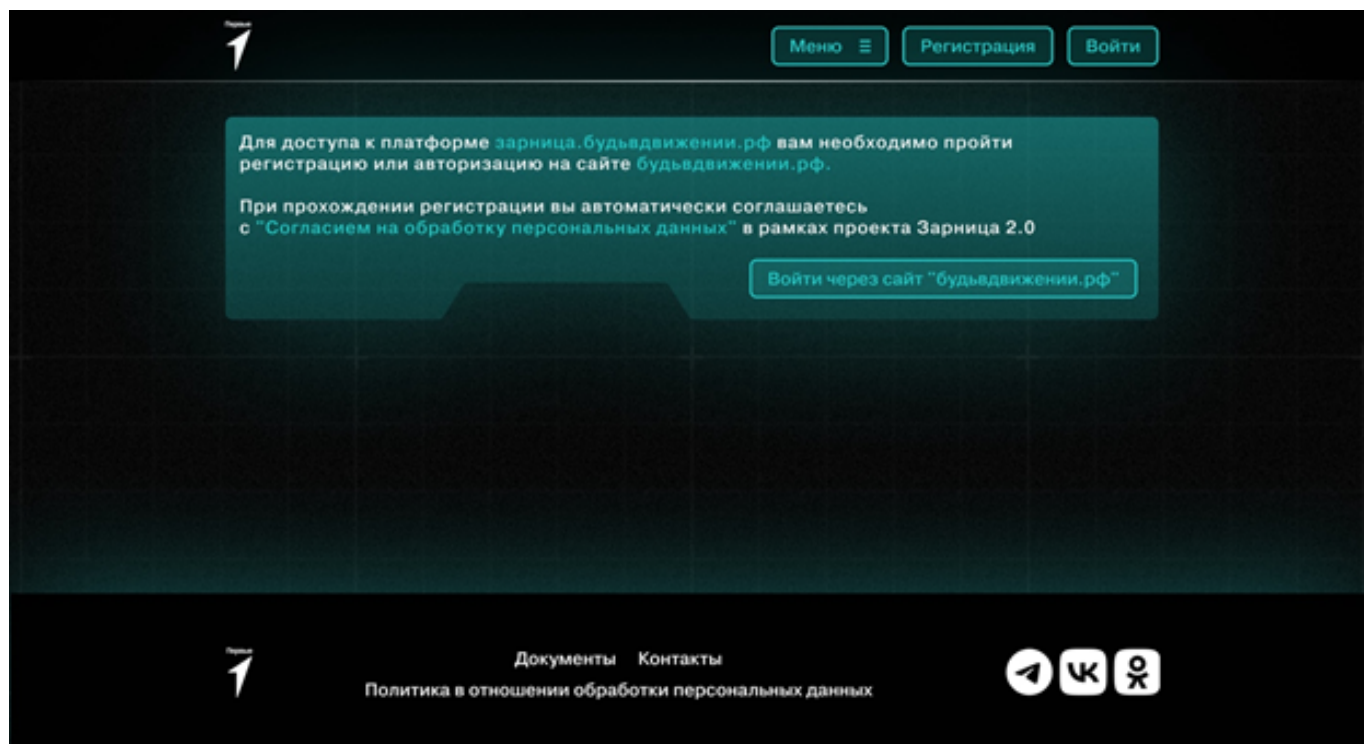 Первые
Меню
Регистрация
Войти
Для доступа к платформе зарница.будьвдвижении.рф вам необходимо пройти
регистрацию или авторизацию на сайте будьвдвижении.рф.
При прохождении регистрации вы автоматически соглашаетесь
с "Согласием на обработку персональных данных" в рамках проекта Зарница 2.0
Войти через сайт "будьвдвижении.рф"
Первые
Документы Контакты
Политика в отношении обработки персональных данных